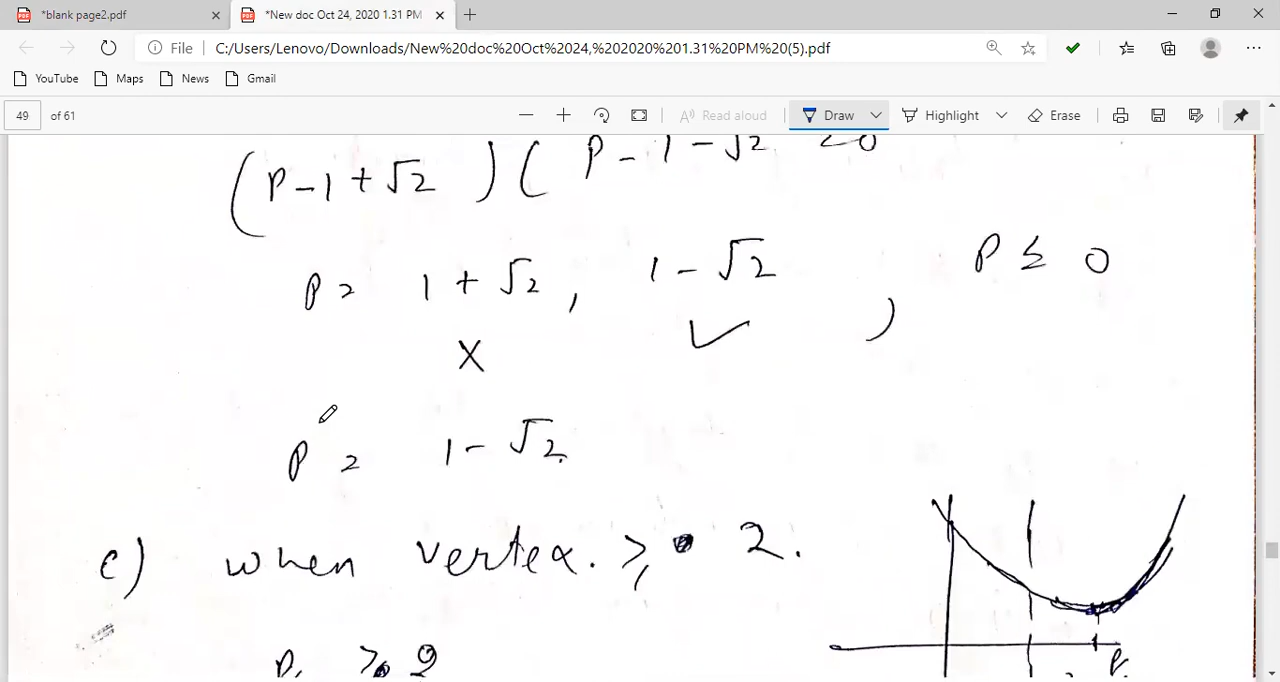 *blank page2.pdf *New doc Oct 24, 2020 1.31 PM
File C:/Users/Lenovo/Downloads/New%20doc%20Oct%2024,%202020%201.31%20PM%20(5).pdf
YouTube Maps News Gmail
49 of 61 Read aloud Draw Highlight Erase
(P-1+√2)(P-1-√2 =0
P = 1+√2, 1-√2 , P ≤ 0
X ✓
P = 1-√2.
c) when vertex. ≥ 2.
P ≥ 2
P